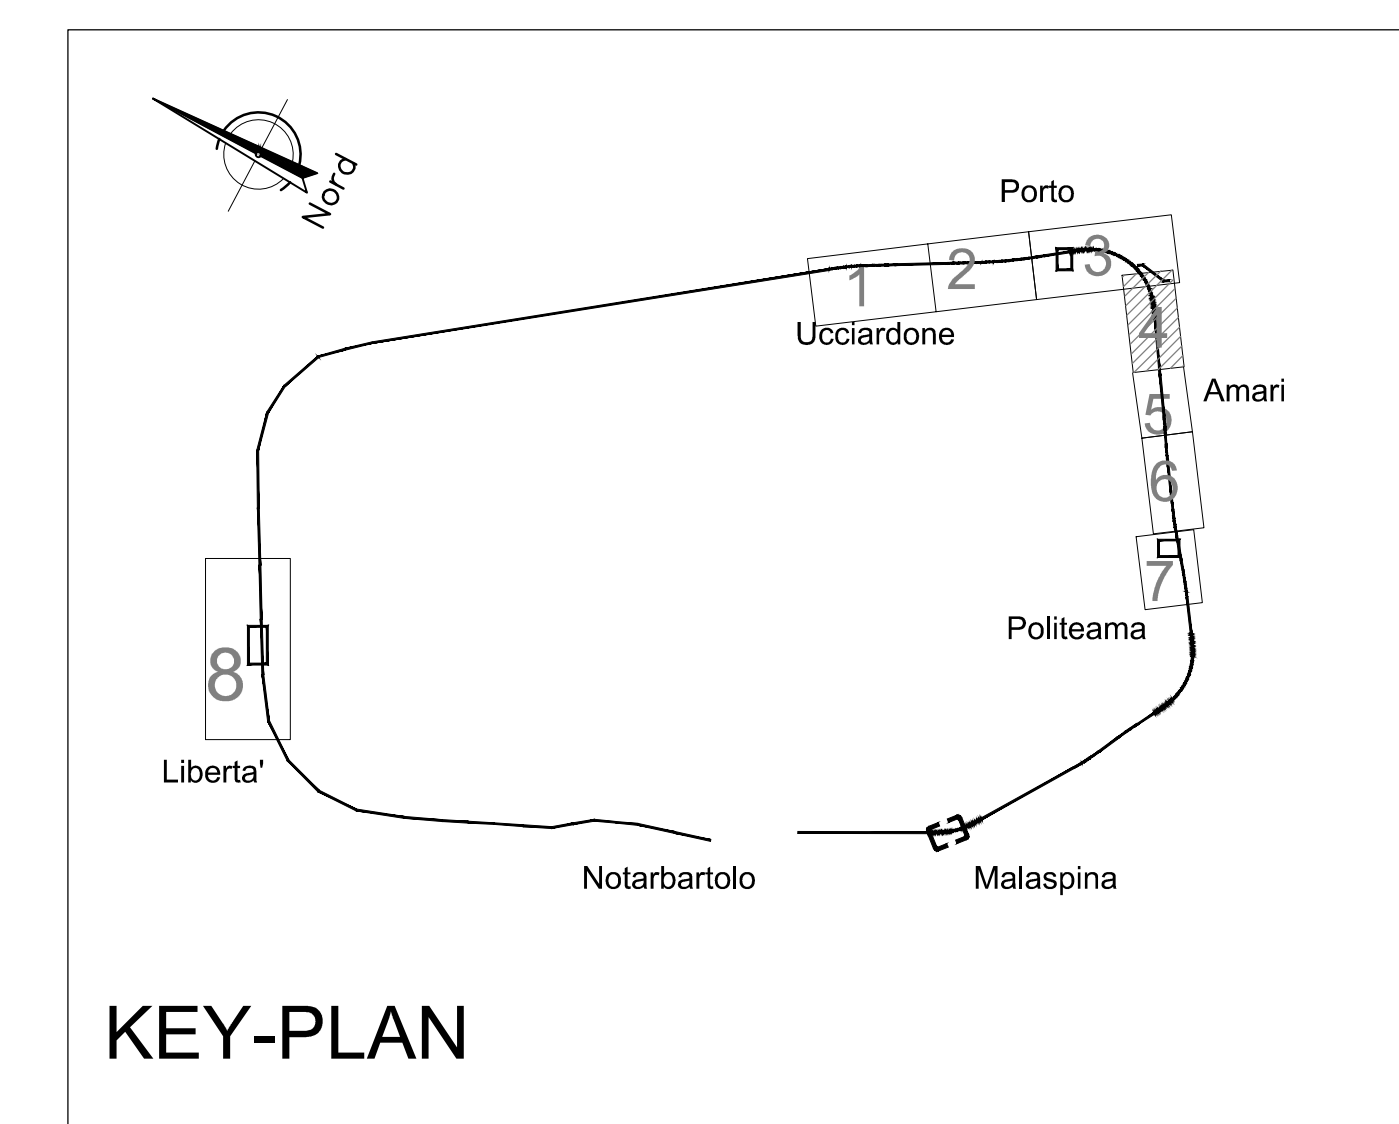 Nord
Porto
1
2
3
Ucciardone
4
Amari
5
6
7
Politeama
8
Liberta'
Notarbartolo
Malaspina
KEY-PLAN